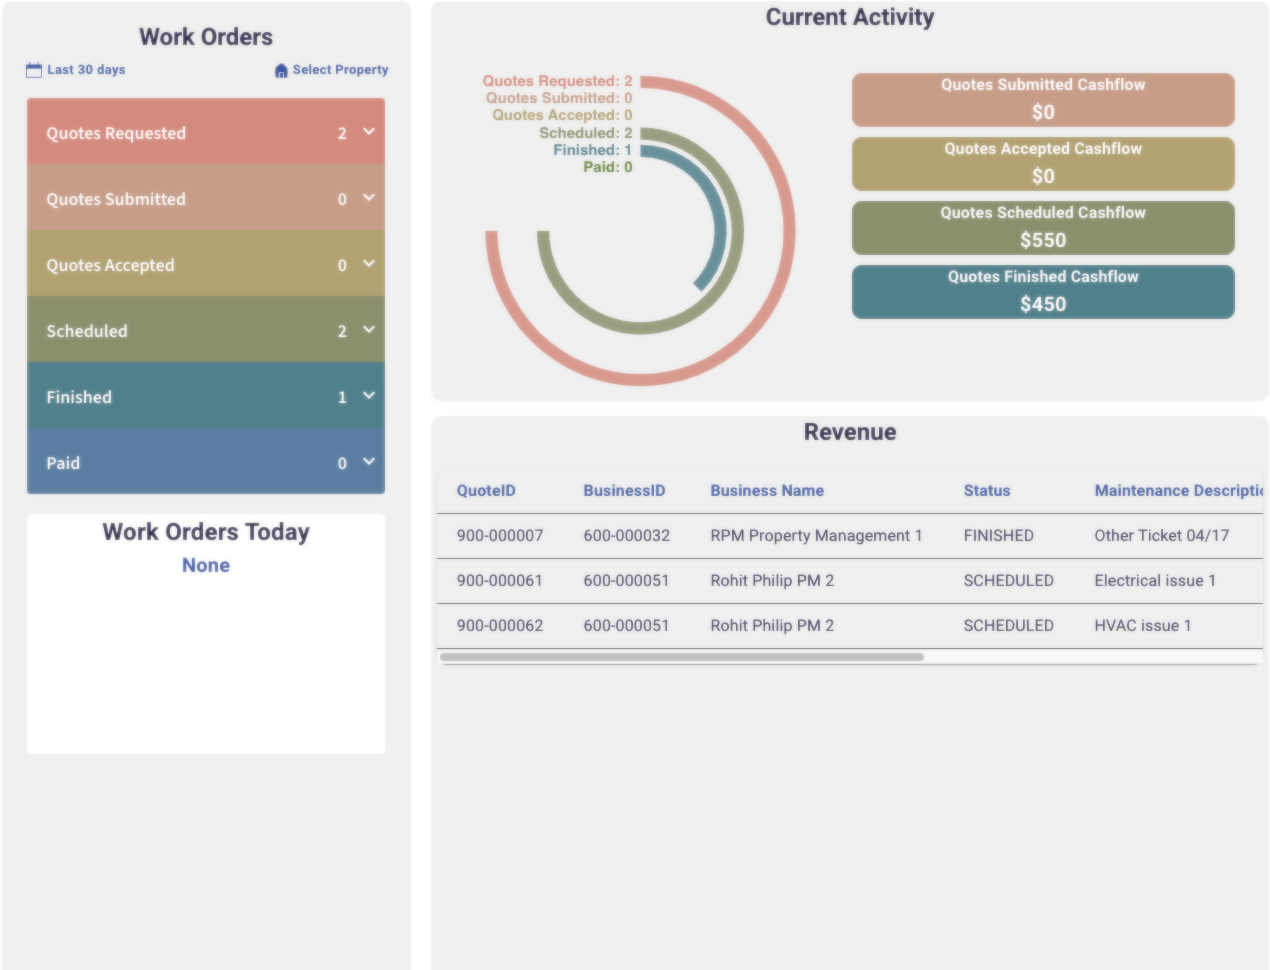 Work Orders
Last 30 days Select Property
Quotes Requested 2
Quotes Submitted 0
Quotes Accepted 0
Scheduled 2
Finished 1
Paid 0
Work Orders Today
None
Current Activity
Quotes Requested: 2
Quotes Submitted: 0
Quotes Accepted: 0
Scheduled: 2
Finished: 1
Paid: 0
Quotes Submitted Cashflow
$0
Quotes Accepted Cashflow
$0
Quotes Scheduled Cashflow
$550
Quotes Finished Cashflow
$450
Revenue
QuoteID BusinessID Business Name Status Maintenance Descriptio
900-000007 600-000032 RPM Property Management 1 FINISHED Other Ticket 04/17
900-000061 600-000051 Rohit Philip PM 2 SCHEDULED Electrical issue 1
900-000062 600-000051 Rohit Philip PM 2 SCHEDULED HVAC issue 1